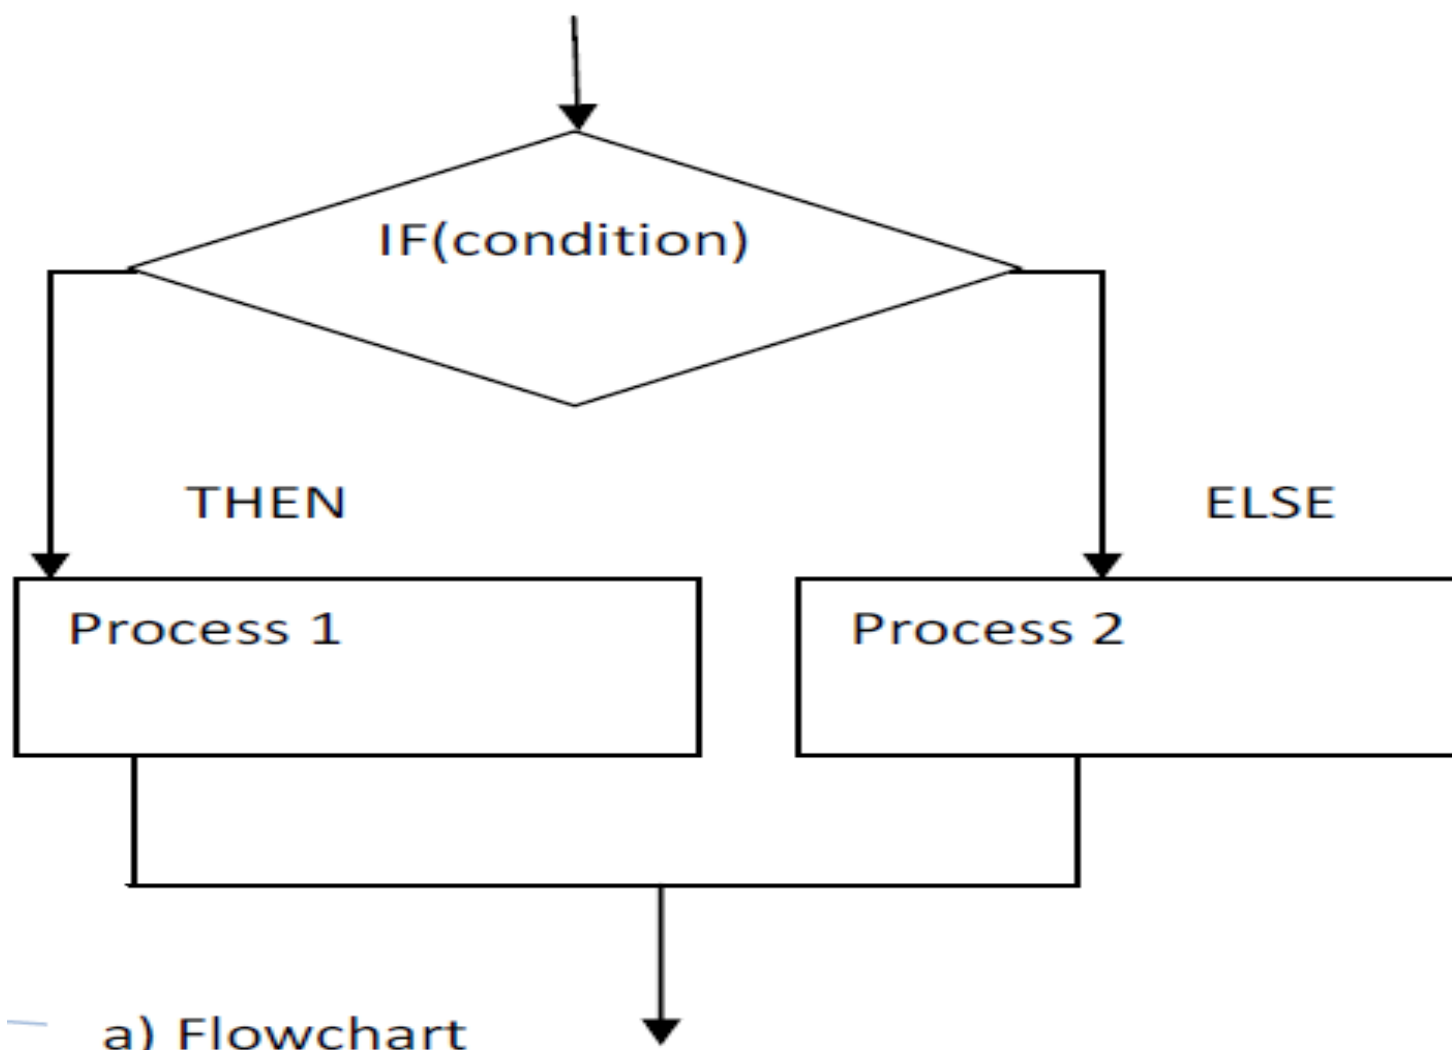 IF(condition)
THEN
ELSE
Process 1
Process 2
a) Flowchart